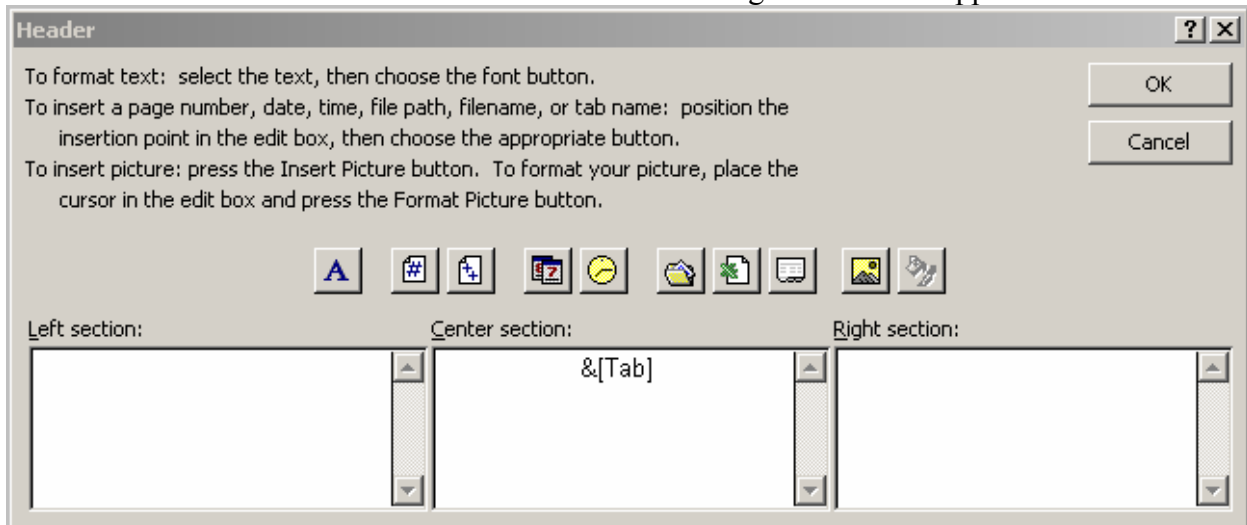 Header
To format text: select the text, then choose the font button.
To insert a page number, date, time, file path, filename, or tab name: position the
insertion point in the edit box, then choose the appropriate button.
To insert picture: press the Insert Picture button. To format your picture, place the
cursor in the edit box and press the Format Picture button.
OK
Cancel
Left section:
Center section:
Right section:
&[Tab]